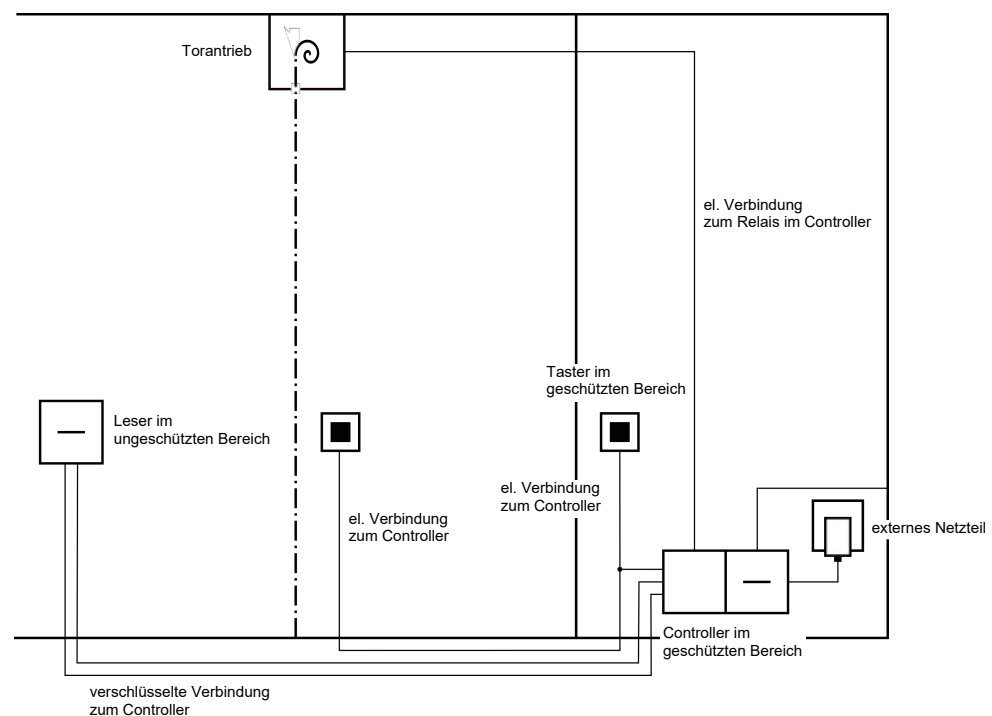 Torantrieb
el. Verbindung
zum Relais im Controller
Taster im
geschützten Bereich
Leser im
ungeschützten Bereich
el. Verbindung
zum Controller
el. Verbindung
zum Controller
externes Netzteil
Controller im
geschützten Bereich
verschlüsselte Verbindung
zum Controller